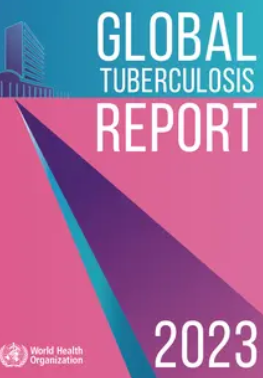 GLOBAL
TUBERCULOSIS
REPORT
2023
World Health
Organization